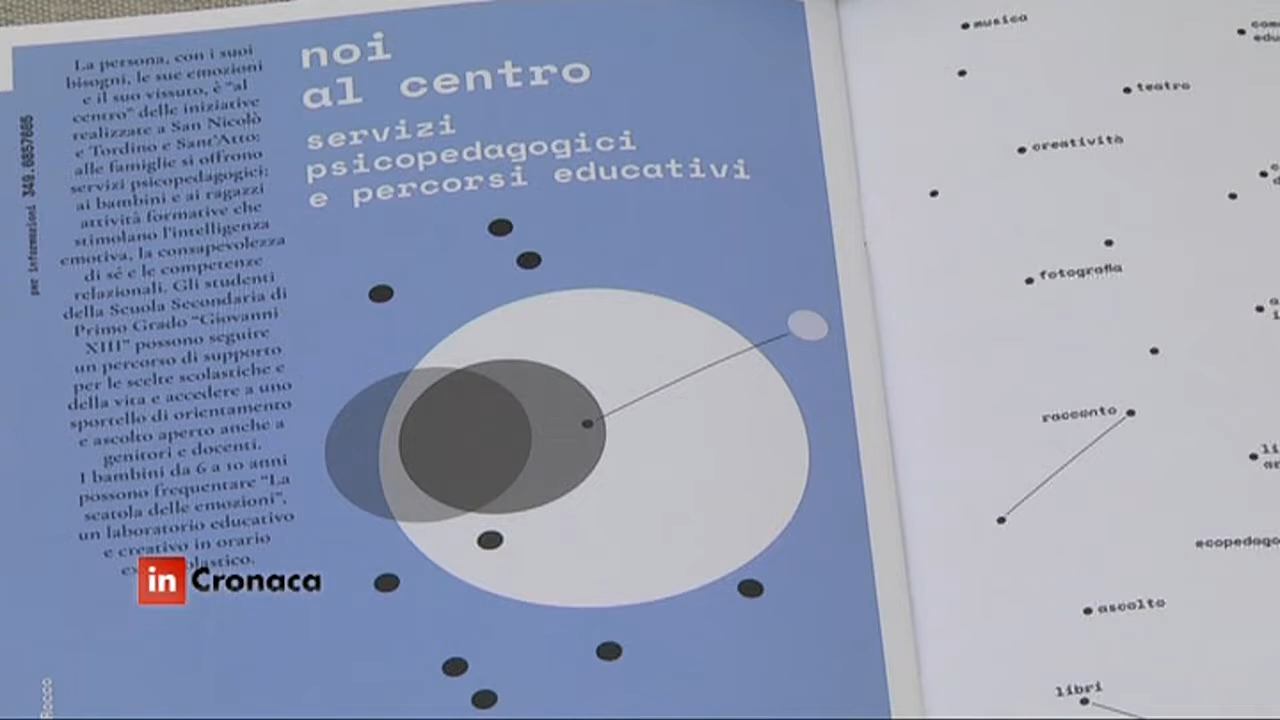 La persona, con i suoi
bisogni, le sue emozioni
e il suo vissuto, è "al
centro" delle iniziative
realizzate a San Nicolò
e Tordino e Sant'Atto:
alle famiglie si offrono
servizi psicopedagogici;
ai bambini e ai ragazzi
attività formative che
stimolano l'intelligenza
emotiva, la consapevolezza
di sé e le competenze
relazionali. Gli studenti
della Scuola Secondaria di
Primo Grado "Giovanni
XIII" possono seguire
un percorso di supporto
per le scelte scolastiche e
della vita e accedere a uno
sportello di orientamento
e ascolto aperto anche a
genitori e docenti.
I bambini da 6 a 10 anni
possono frequentare "La
scatola delle emozioni",
un laboratorio educativo
e creativo in orario
per informazioni
noi
al centro
servizi
psicopedagogici
e percorsi educativi
Rocco
in Cronaca
musica
teatro
creatività
fotografia
racconto
ecopedago
ascolto
libri